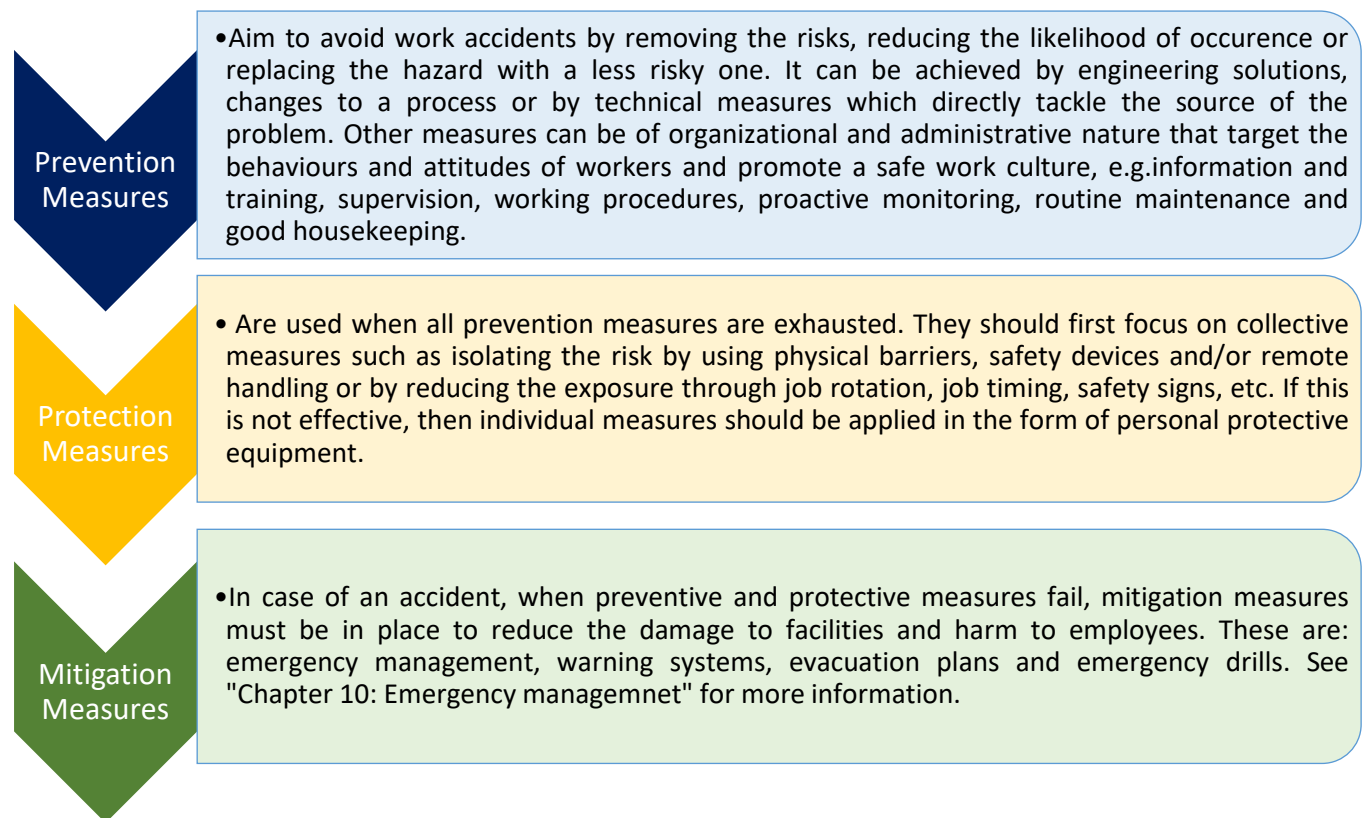 Prevention
Measures
•Aim to avoid work accidents by removing the risks, reducing the likelihood of occurence or
replacing the hazard with a less risky one. It can be achieved by engineering solutions,
changes to a process or by technical measures which directly tackle the source of the
problem. Other measures can be of organizational and administrative nature that target the
behaviours and attitudes of workers and promote a safe work culture, e.g.information and
training, supervision, working procedures, proactive monitoring, routine maintenance and
good housekeeping.
Protection
Measures
• Are used when all prevention measures are exhausted. They should first focus on collective
measures such as isolating the risk by using physical barriers, safety devices and/or remote
handling or by reducing the exposure through job rotation, job timing, safety signs, etc. If this
is not effective, then individual measures should be applied in the form of personal protective
equipment.
Mitigation
Measures
•In case of an accident, when preventive and protective measures fail, mitigation measures
must be in place to reduce the damage to facilities and harm to employees. These are:
emergency management, warning systems, evacuation plans and emergency drills. See
"Chapter 10: Emergency managemnet" for more information.